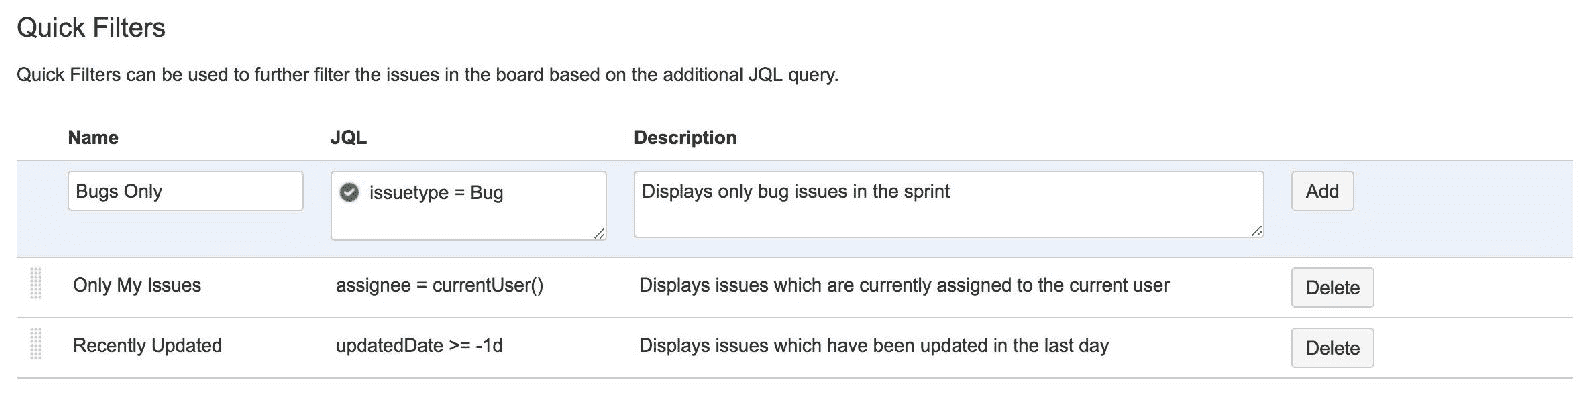 Quick Filters
Quick Filters can be used to further filter the issues in the board based on the additional JQL query.
Name JQL Description
Bugs Only issuetype = Bug Displays only bug issues in the sprint Add
Only My Issues assignee = currentUser() Displays issues which are currently assigned to the current user Delete
Recently Updated updatedDate >= -1d Displays issues which have been updated in the last day Delete